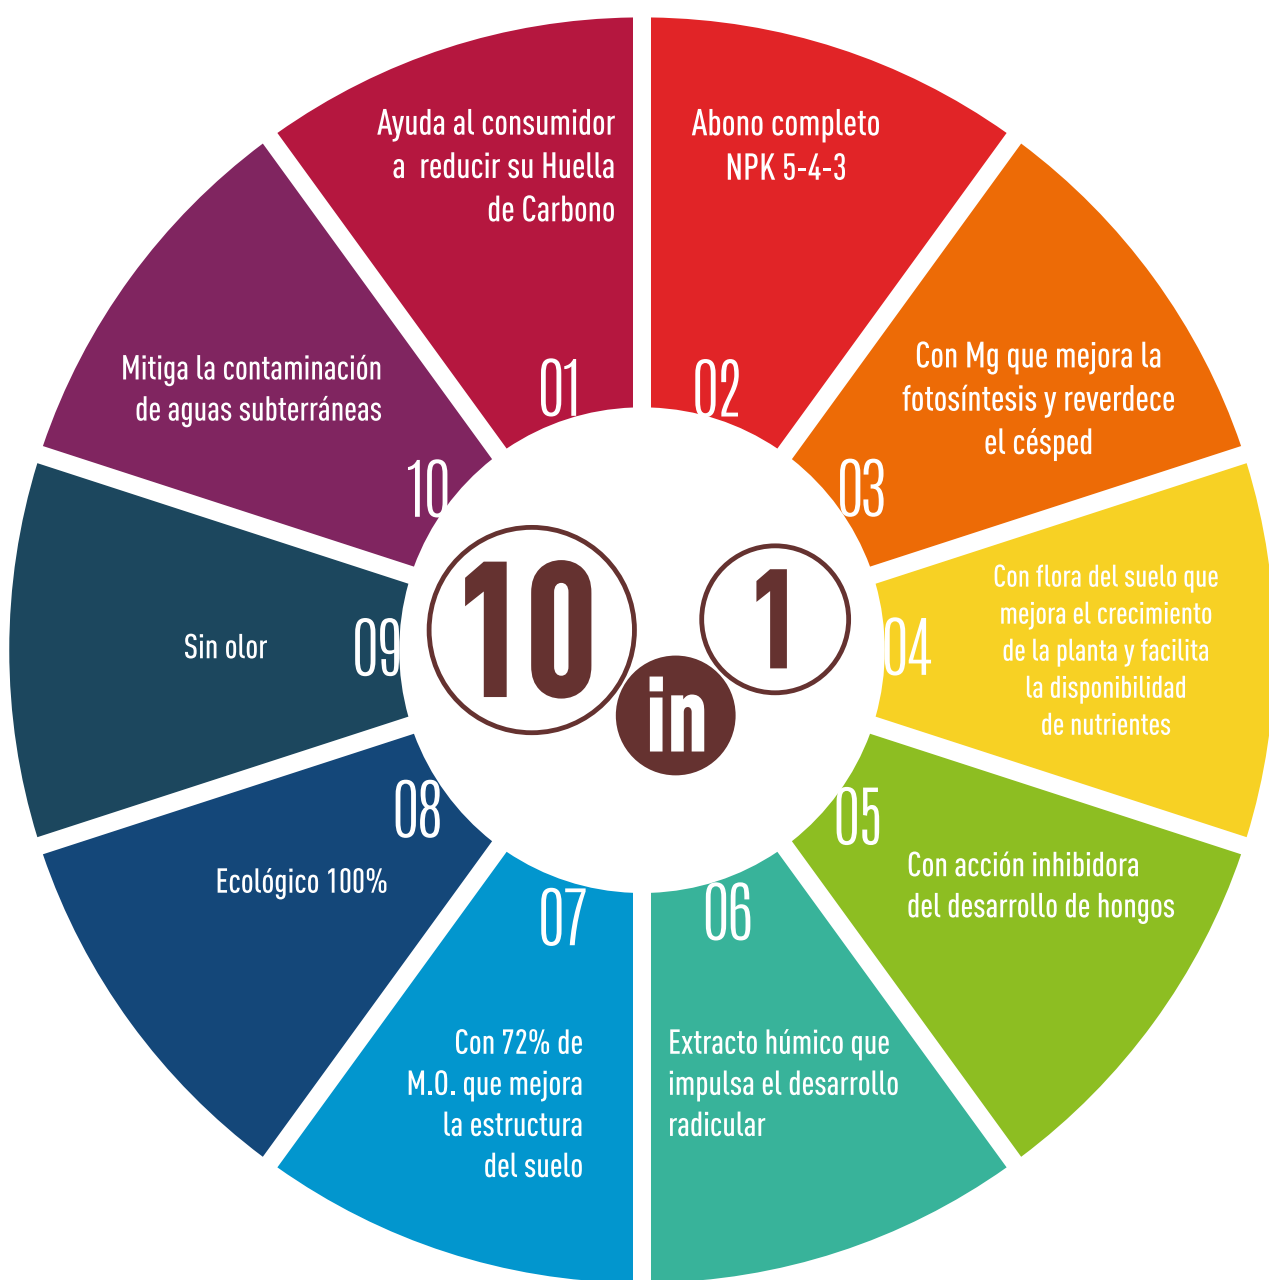 Ayuda al consumidor
a reducir su Huella
de Carbono
01
Abono completo
NPK 5-4-3
02
Con Mg que mejora la
fotosíntesis y reverdece
el césped
03
Con flora del suelo que
mejora el crecimiento
de la planta y facilita
la disponibilidad
de nutrientes
04
05
Con acción inhibidora
del desarrollo de hongos
06
Extracto húmico que
impulsa el desarrollo
radicular
07
Con 72% de
M.O. que mejora
la estructura
del suelo
08
Ecológico 100%
Sin olor
09
Mitiga la contaminación
de aguas subterráneas
10
10
in
1